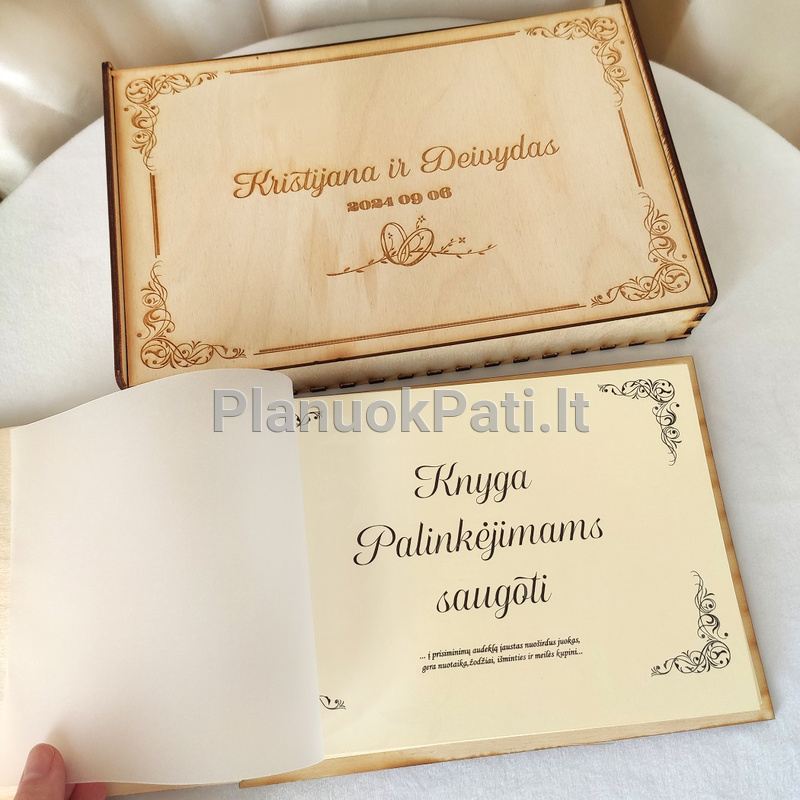 Kristijana ir Deivydas
2024 09 06
PlanuokPati.lt
Knyga
Palinkėjimams
saugoti
... į prisiminimų audeklą įaustas nuoširdus juokas,
gera nuotaika,žodžiai, išminties ir meilės kupini...